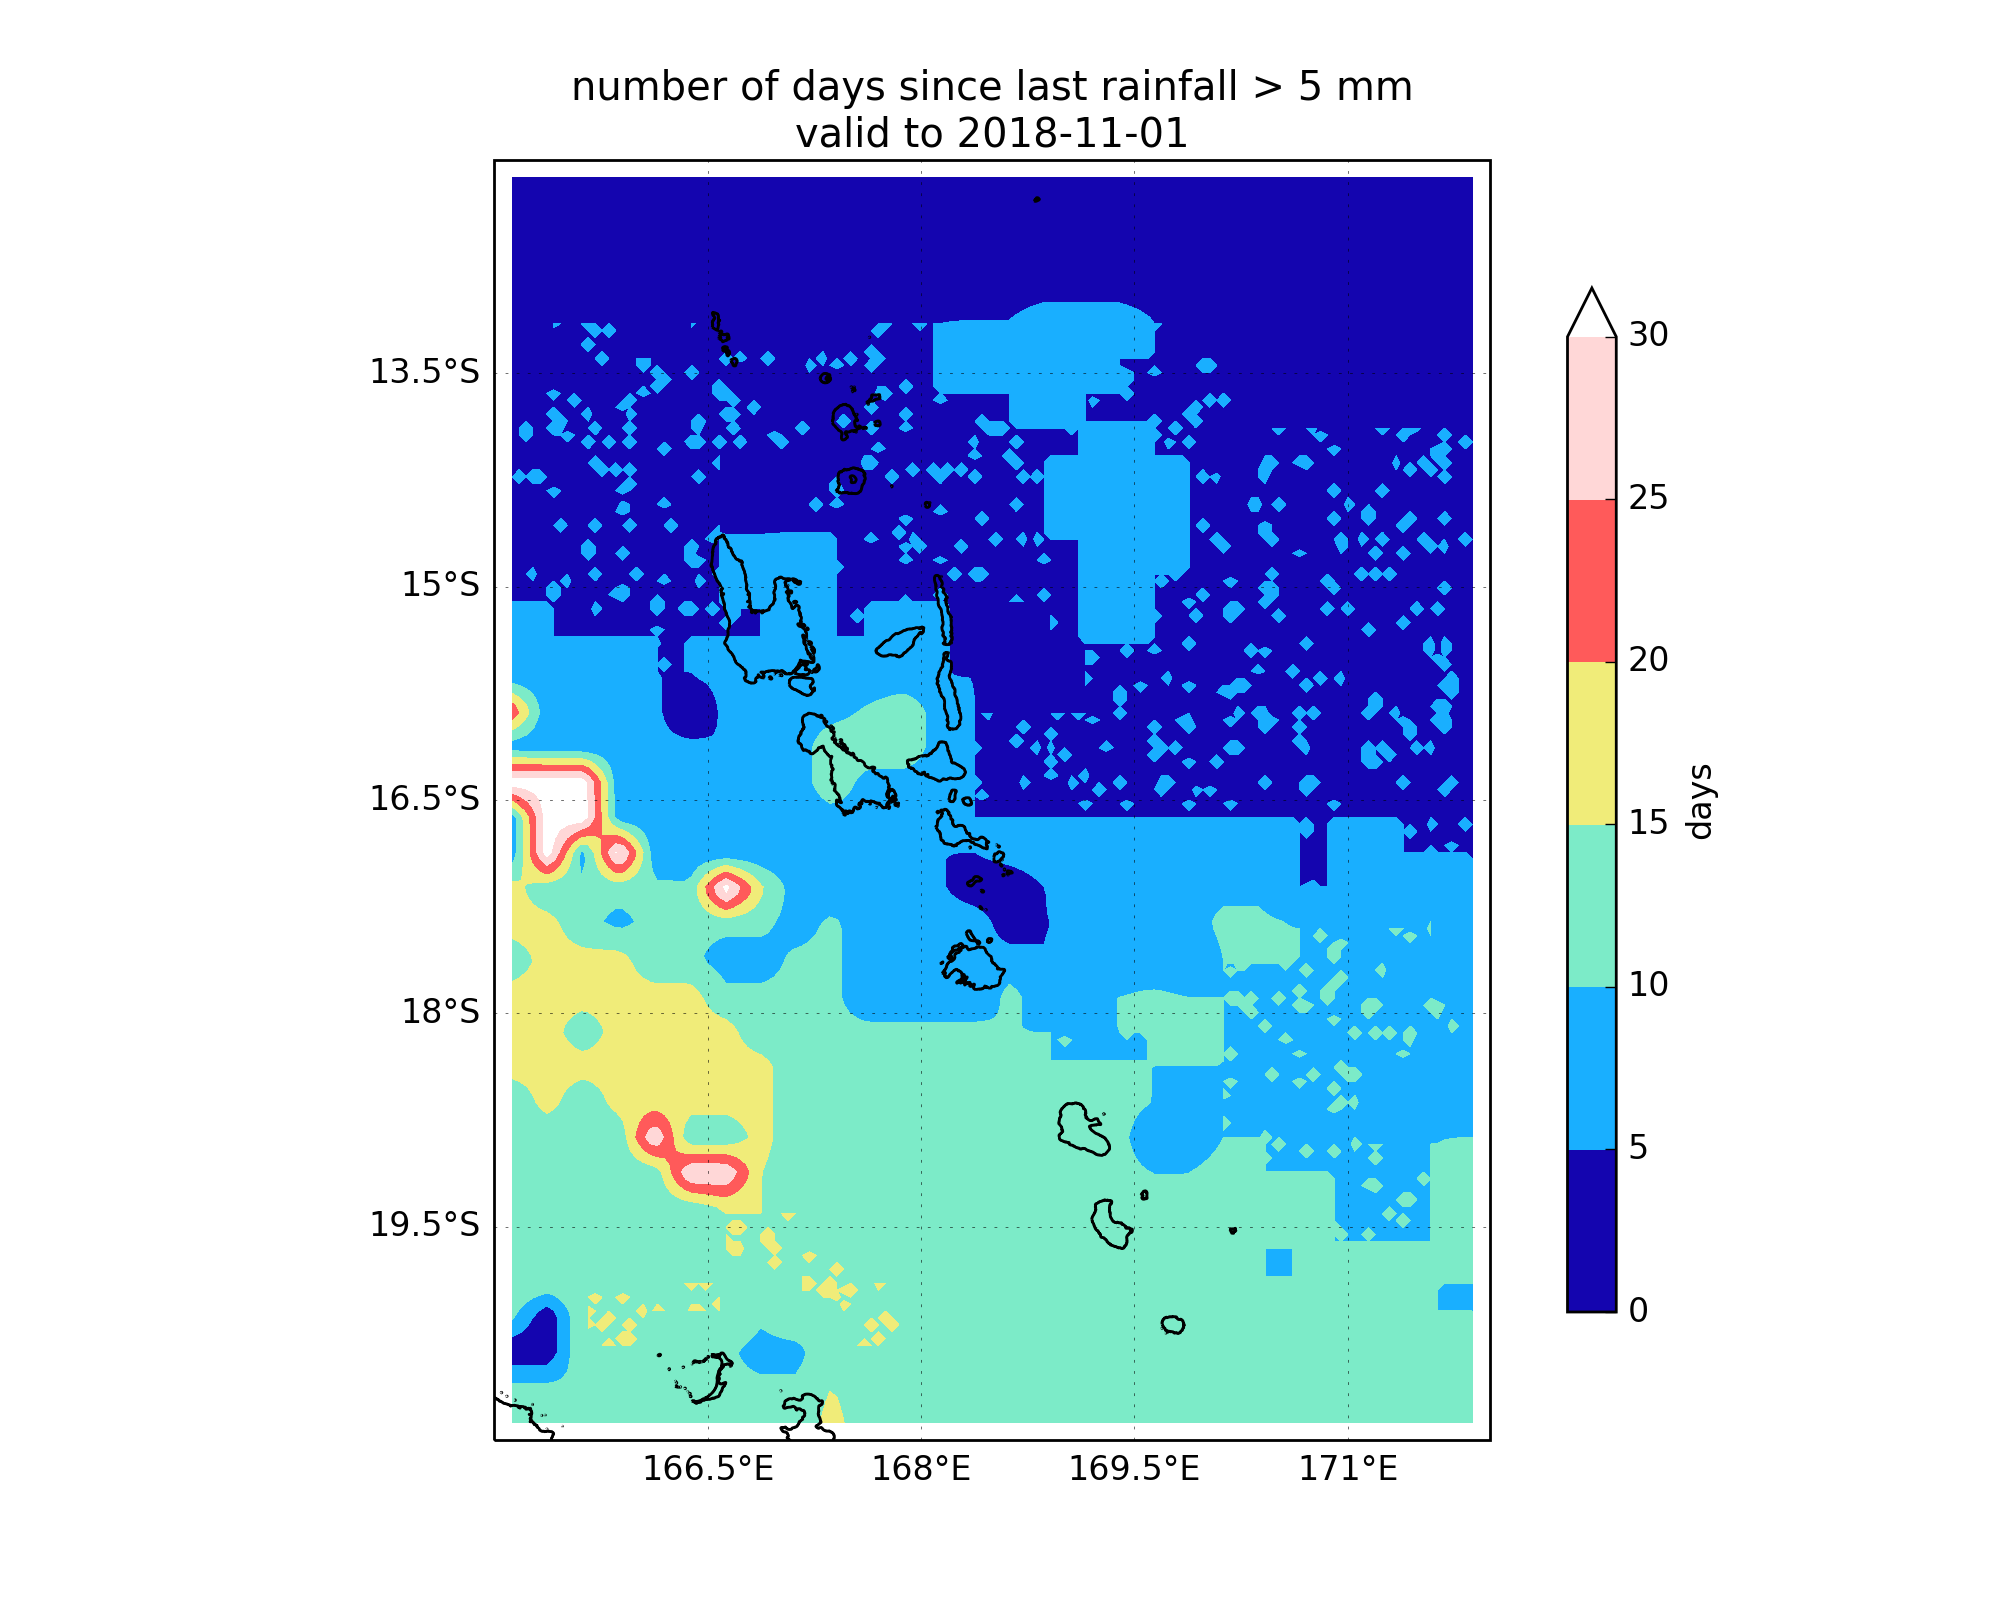 number of days since last rainfall > 5 mm
valid to 2018-11-01
13.5°S
15°S
16.5°S
18°S
19.5°S
166.5°E
168°E
169.5°E
171°E
30
25
20
15
10
5
0
days